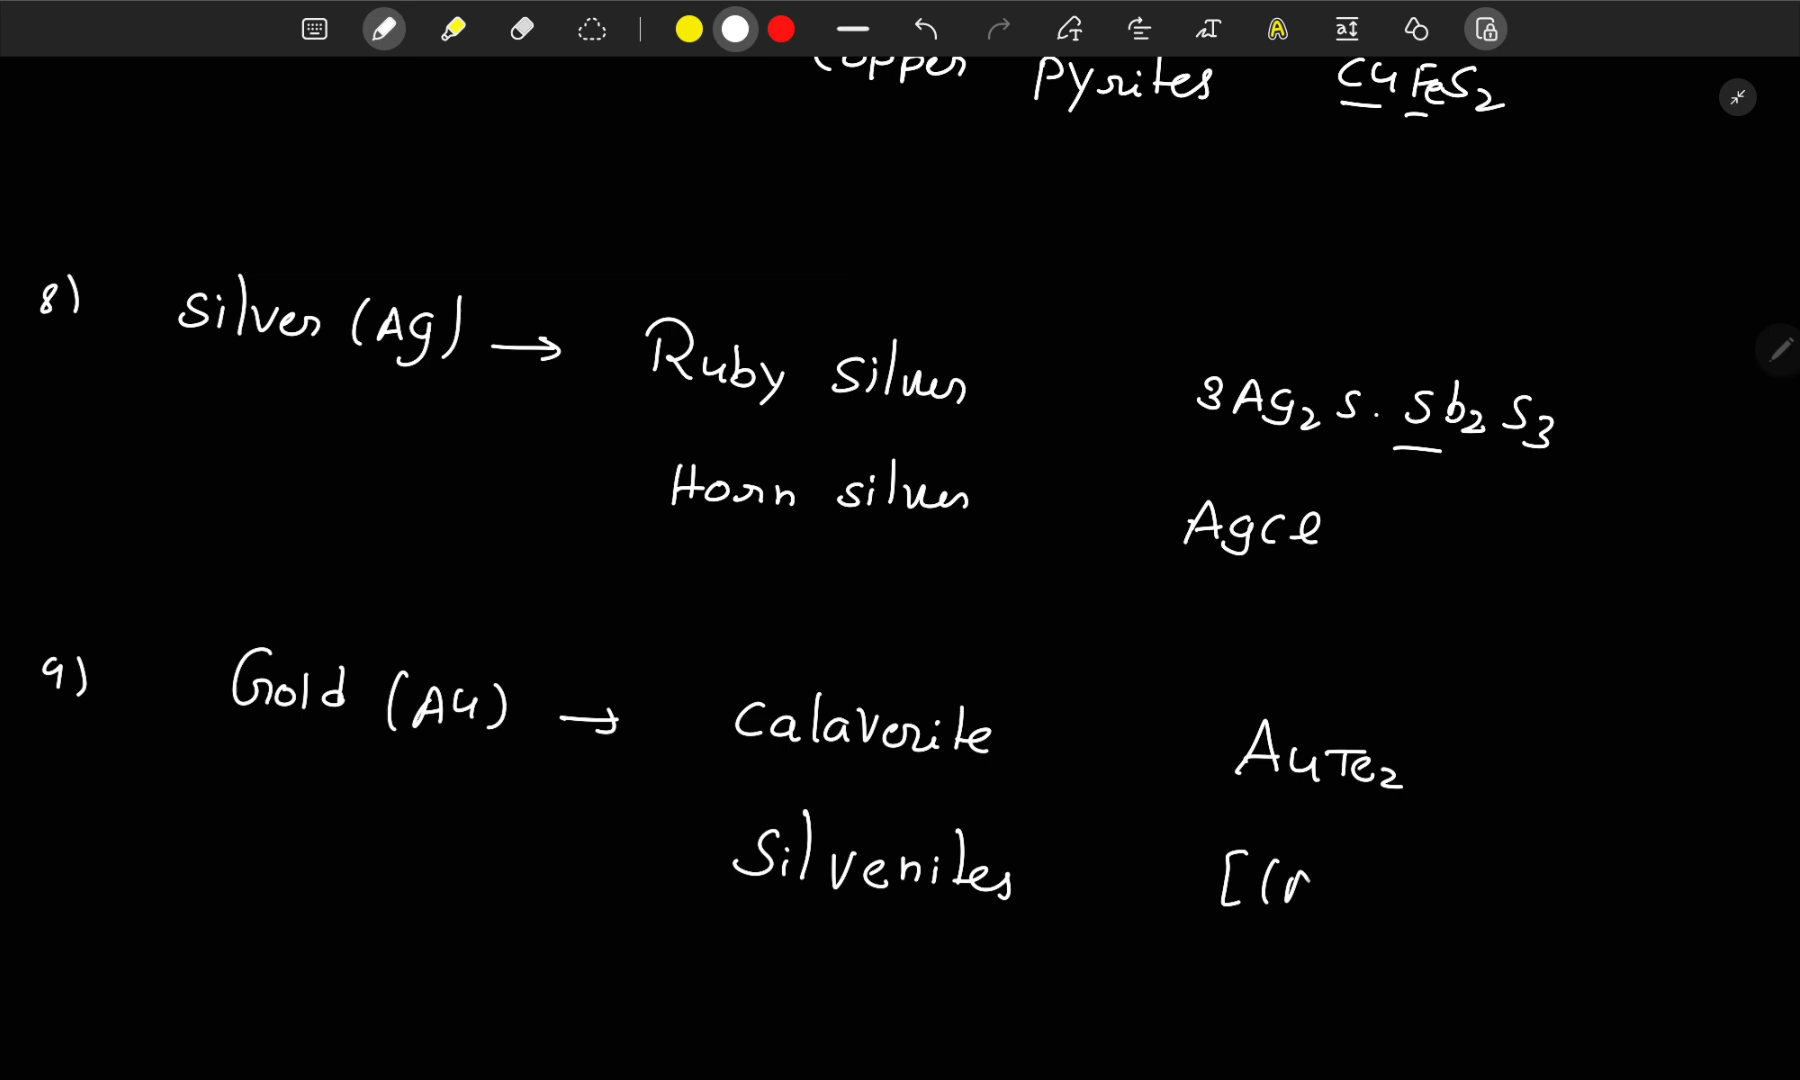 Copper Pyrites CuFeS2
8) Silver (Ag) → Ruby Silver 3Ag2S. Sb2S3
Horn silver AgCl
9) Gold (Au) → Calaverite AuTe2
Silvenites [(